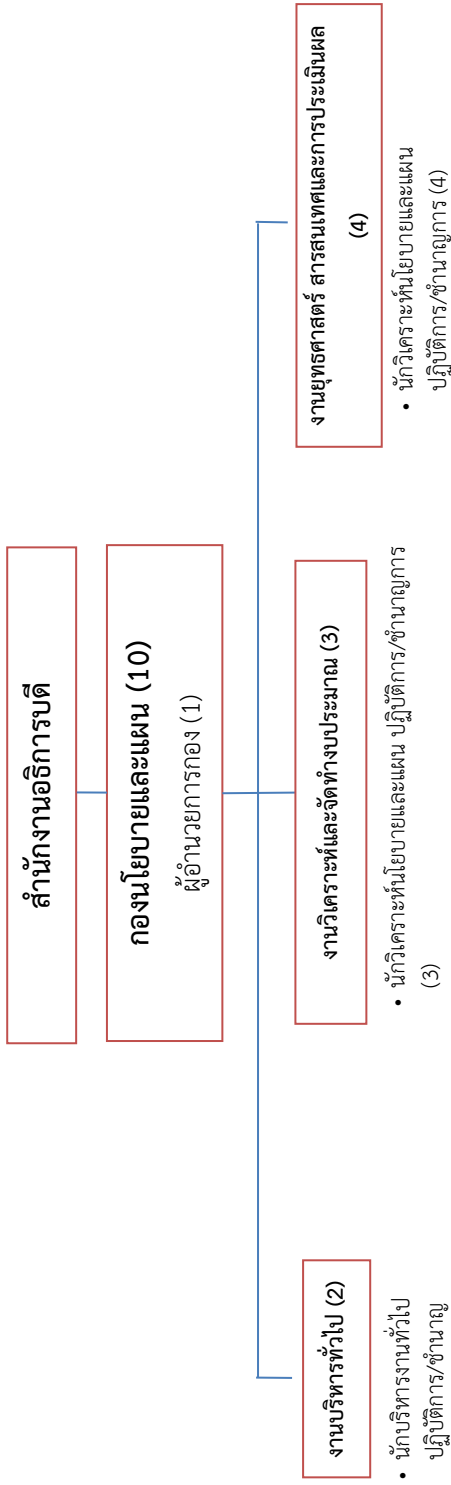 สำนักงานอธิการบดี
กองนโยบายและแผน (10)
ผู้อำนวยการกอง (1)
งานบริหารทั่วไป (2)
• นักบริหารงานทั่วไป
ปฏิบัติการ/ชำนาญ
งานวิเคราะห์และจัดทำงบประมาณ (3)
• นักวิเคราะห์นโยบายและแผน ปฏิบัติการ/ชำนาญการ
(3)
งานยุทธศาสตร์ สารสนเทศและการประเมินผล
(4)
• นักวิเคราะห์นโยบายและแผน
ปฏิบัติการ/ชำนาญการ (4)